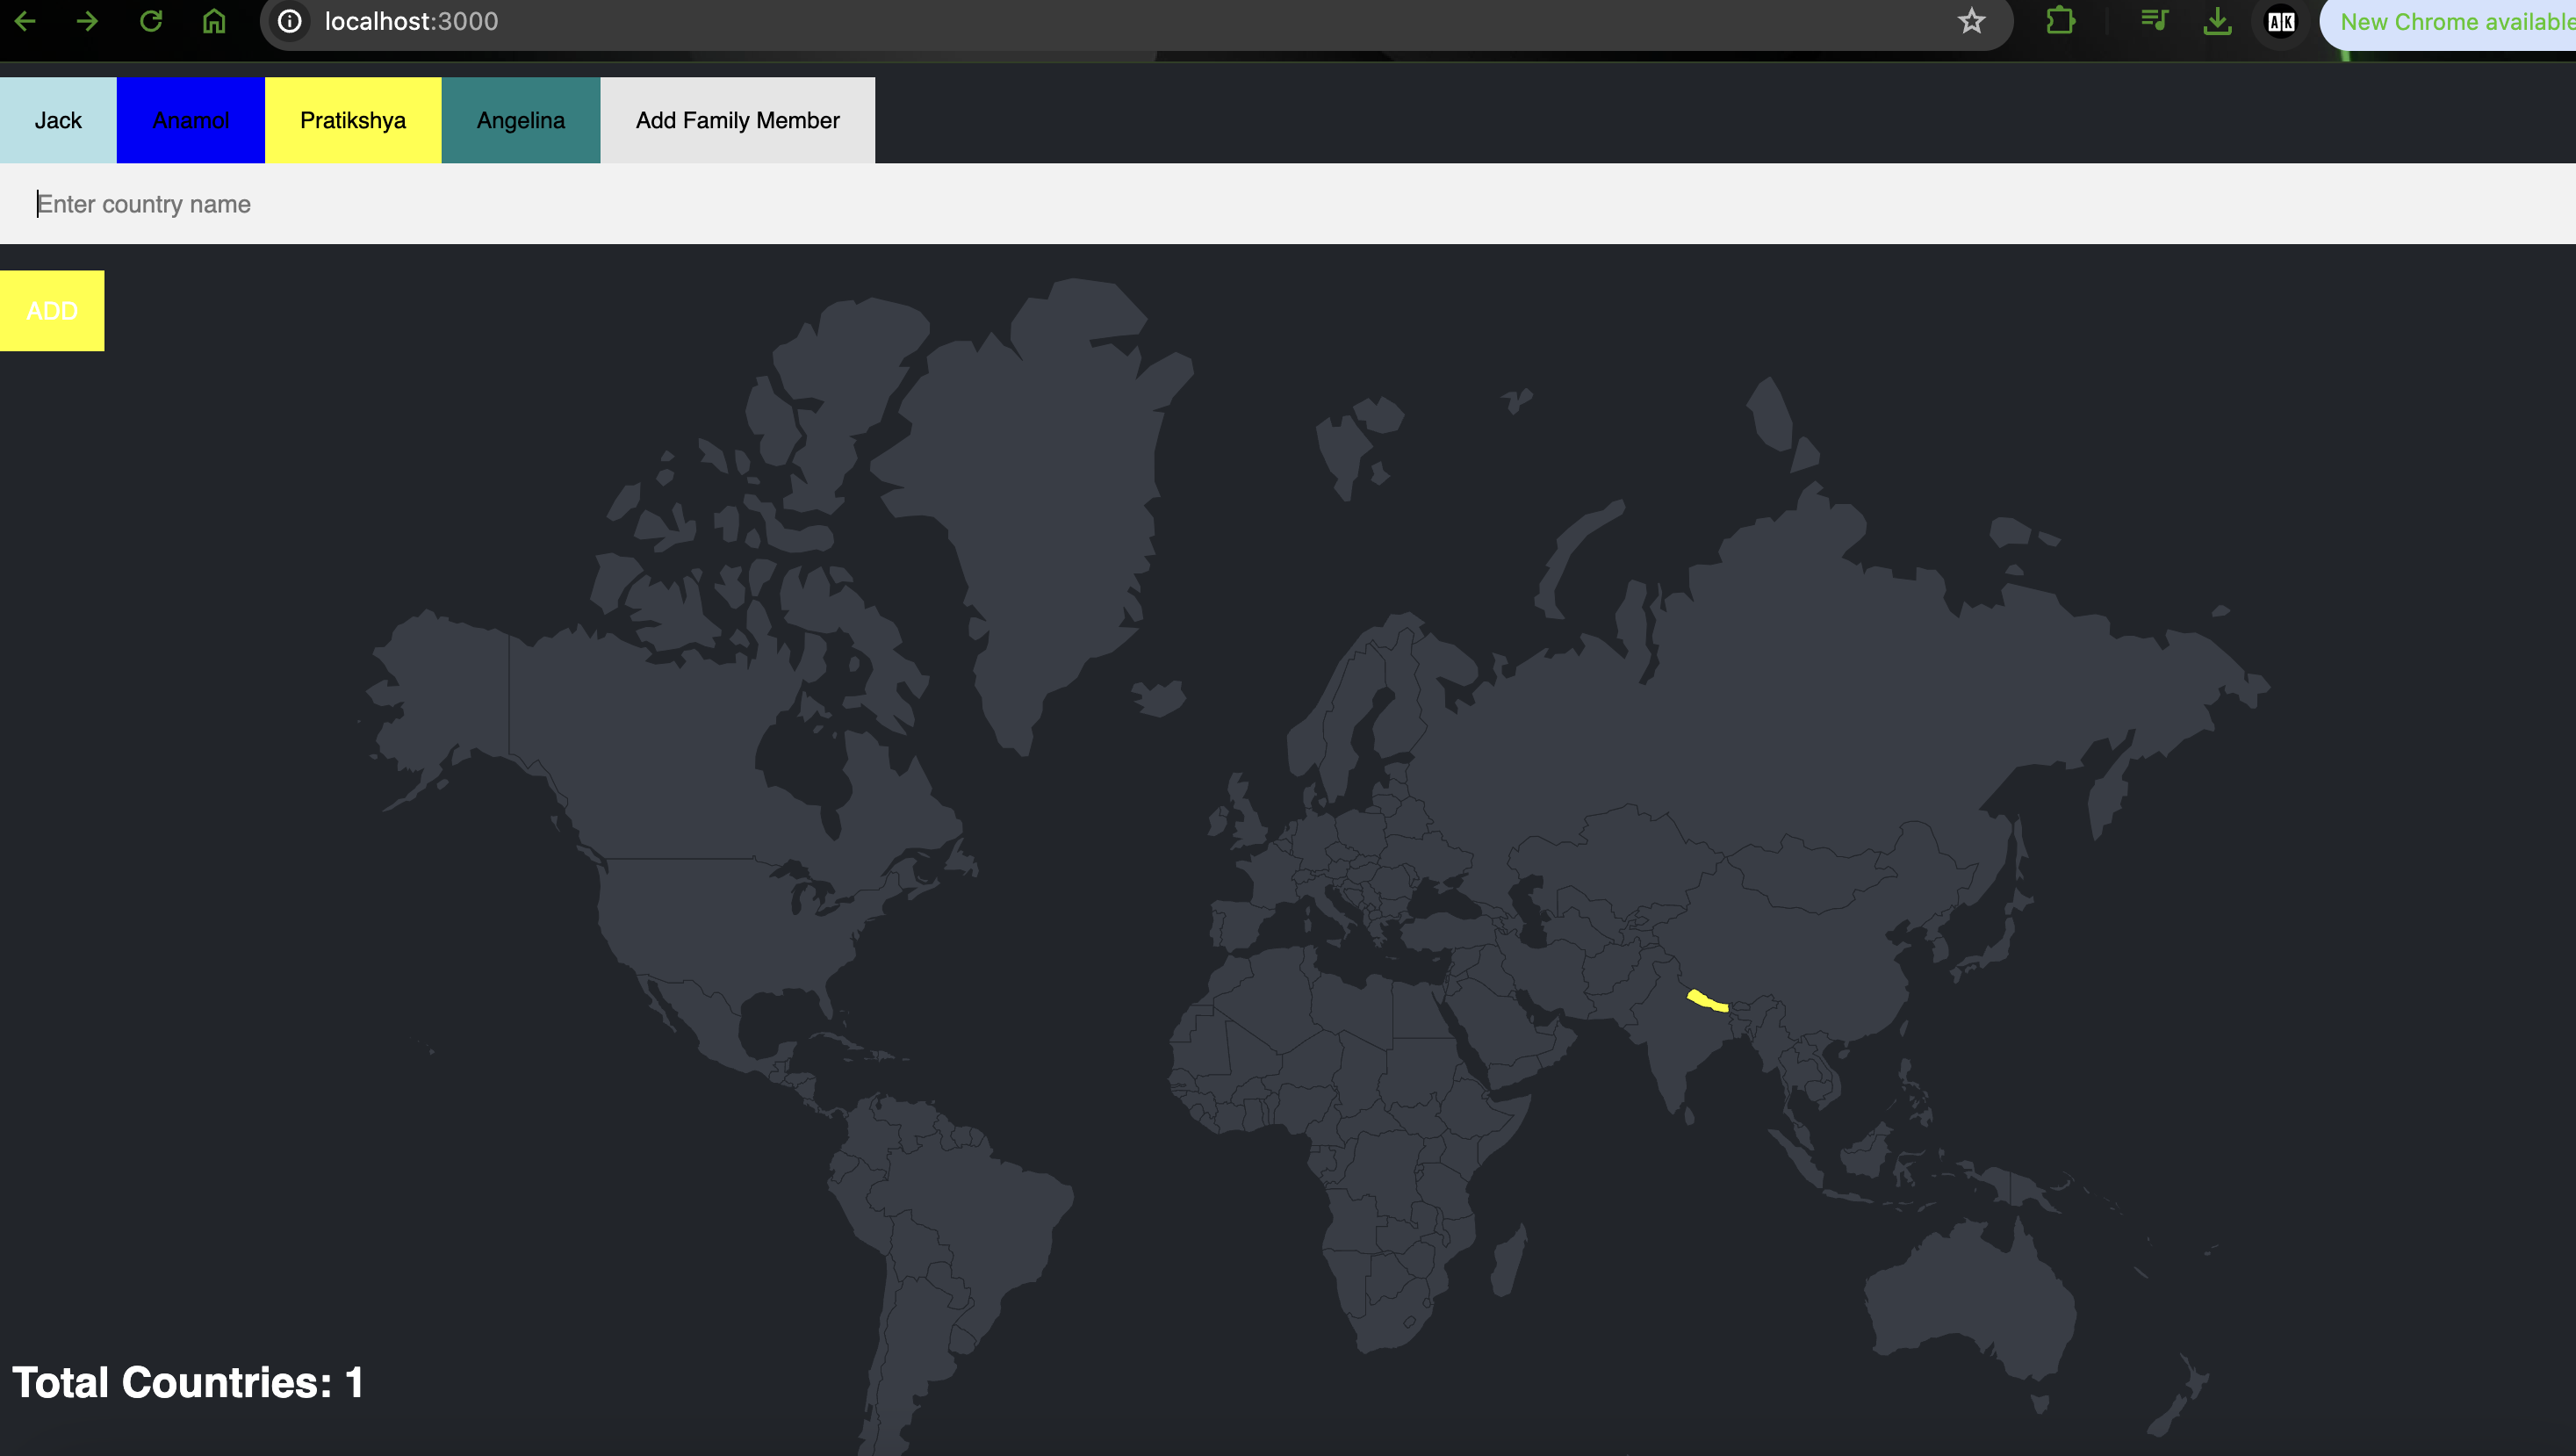 localhost:3000
AK
New Chrome available
Jack
Anamol
Pratikshya
Angelina
Add Family Member
Enter country name
ADD
Total Countries: 1